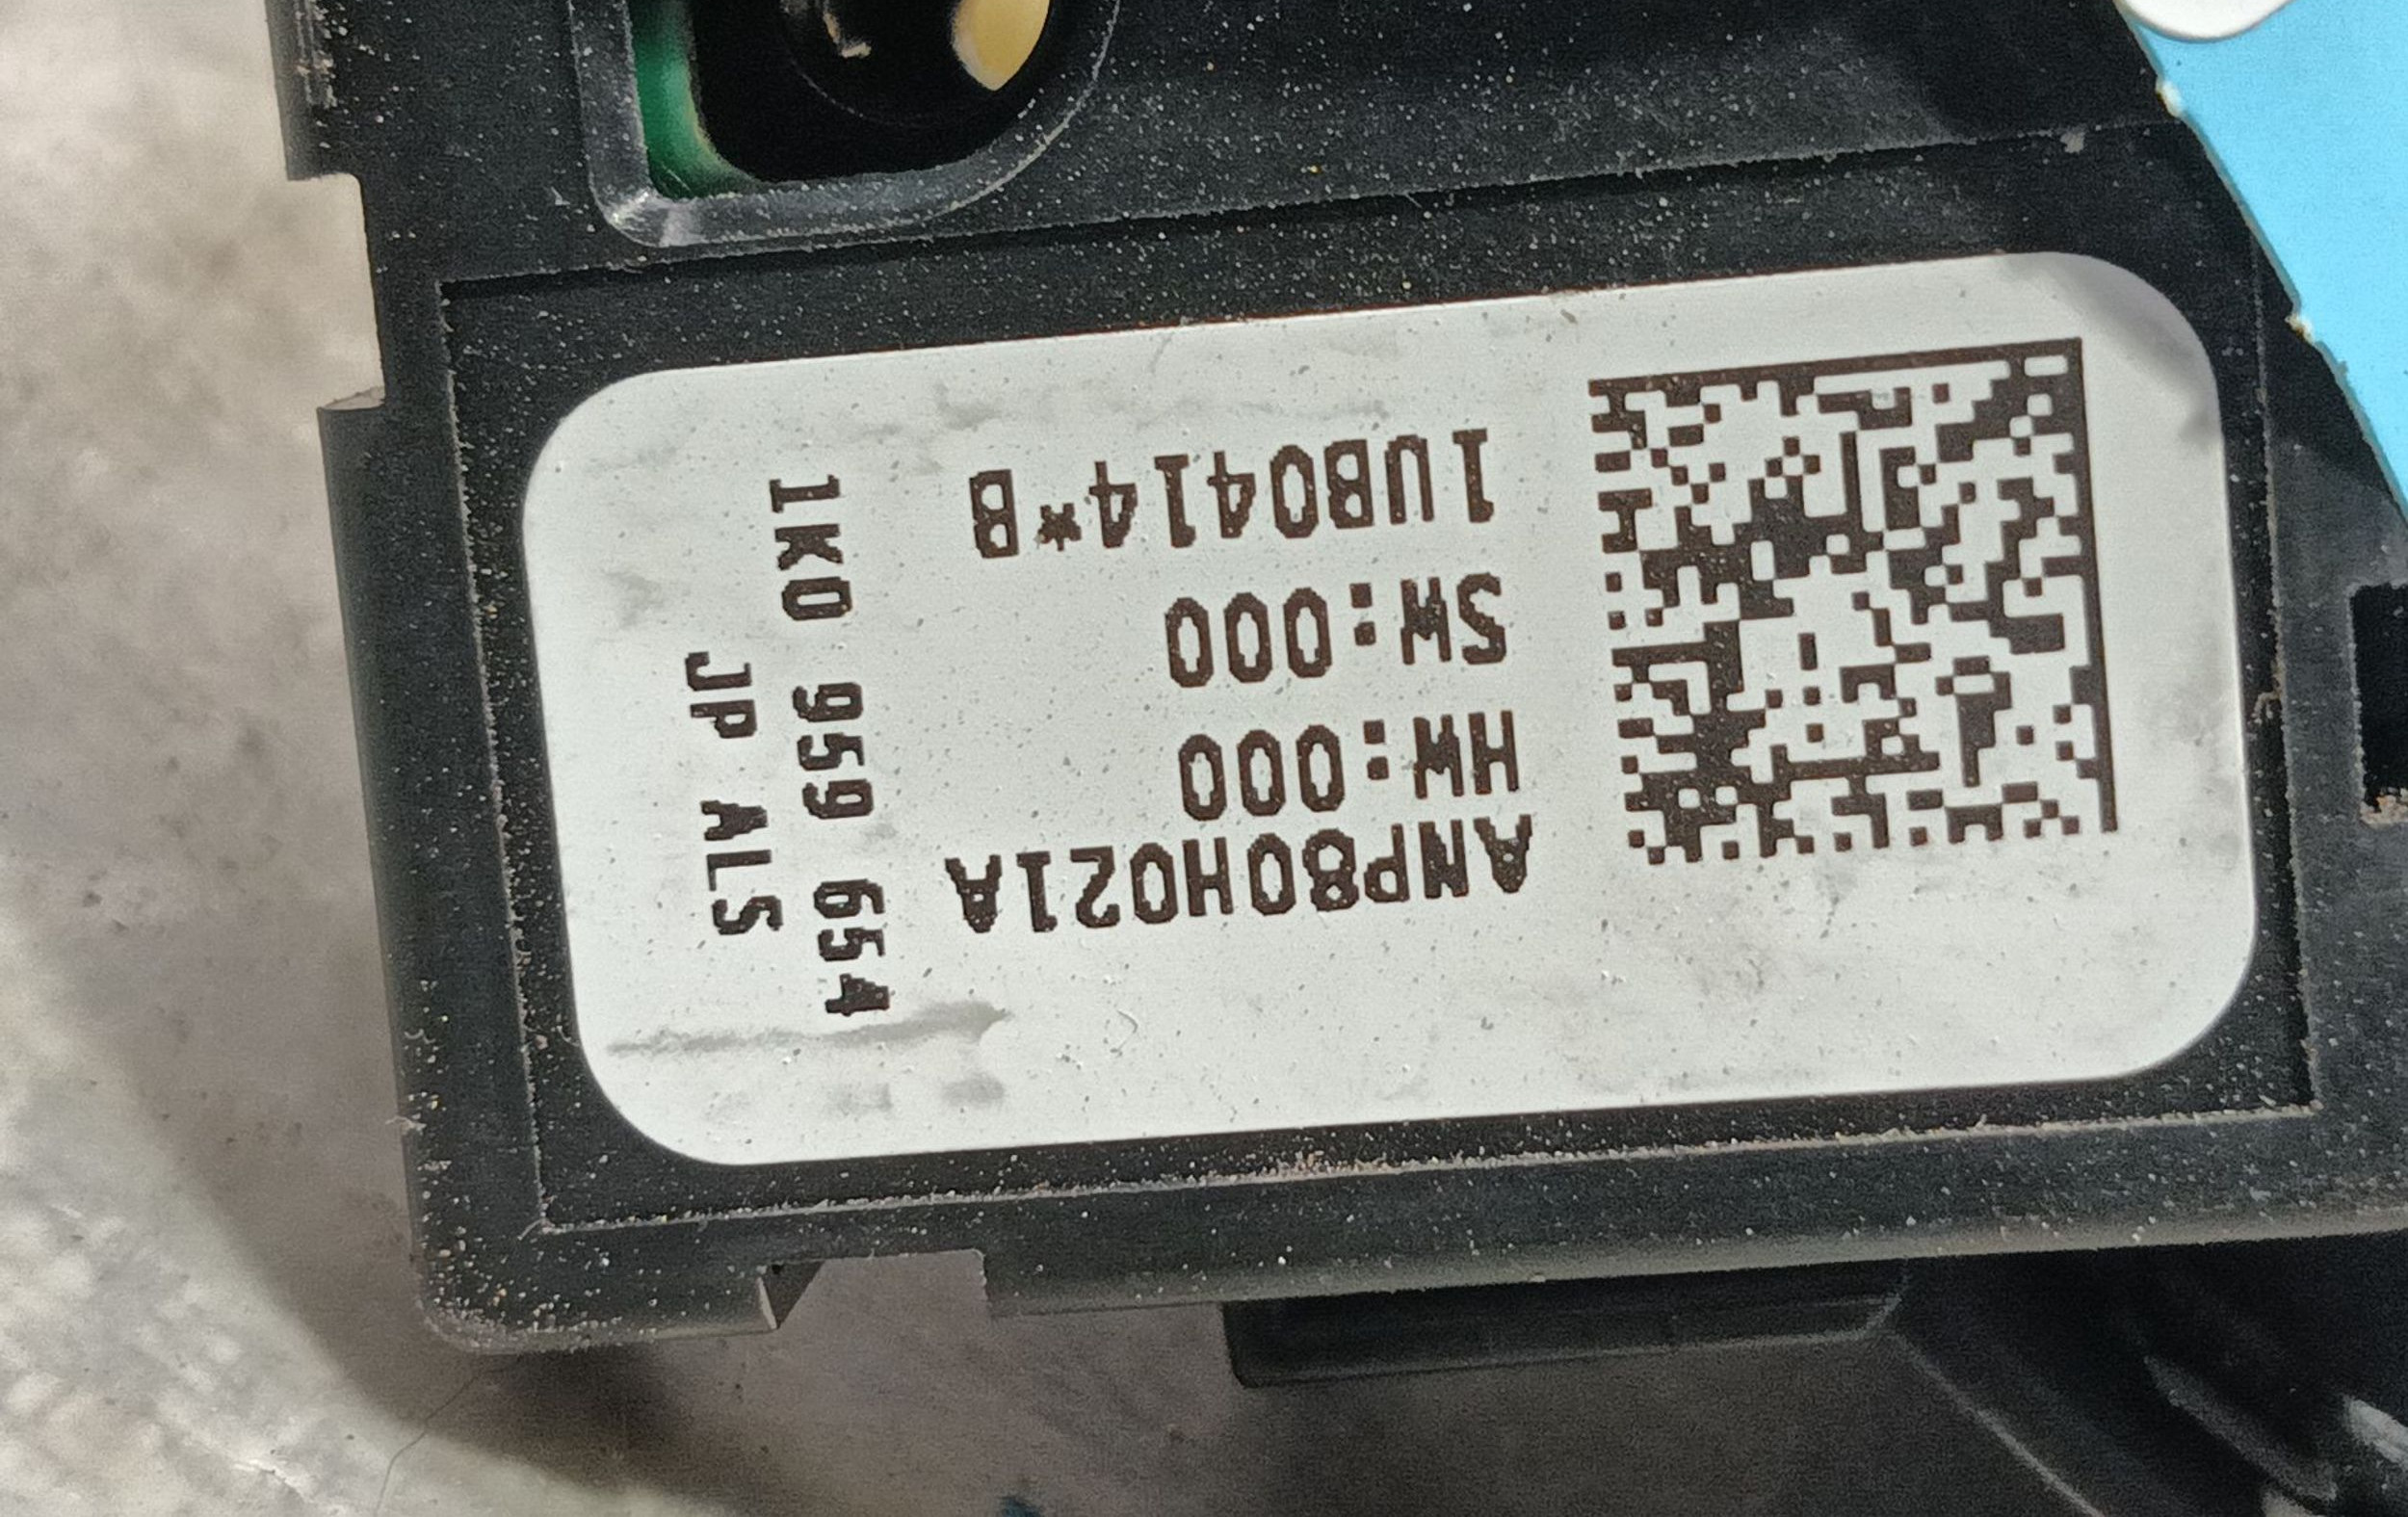 ANP80H021A
HW:000
SW:000
1UB0414*B
1K0 959 654
JP ALS